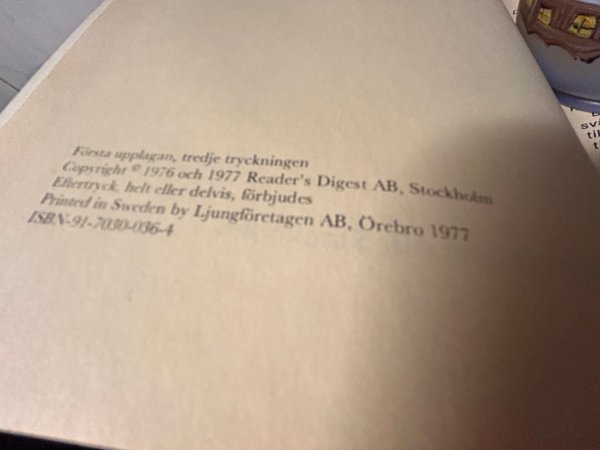 Första upplagan, tredje tryckningen
Copyright © 1976 och 1977 Reader's Digest AB, Stockholm
Eftertryck, helt eller delvis, förbjudes
Printed in Sweden by Ljungföretagen AB, Örebro 1977
ISBN-91-7030-036-4